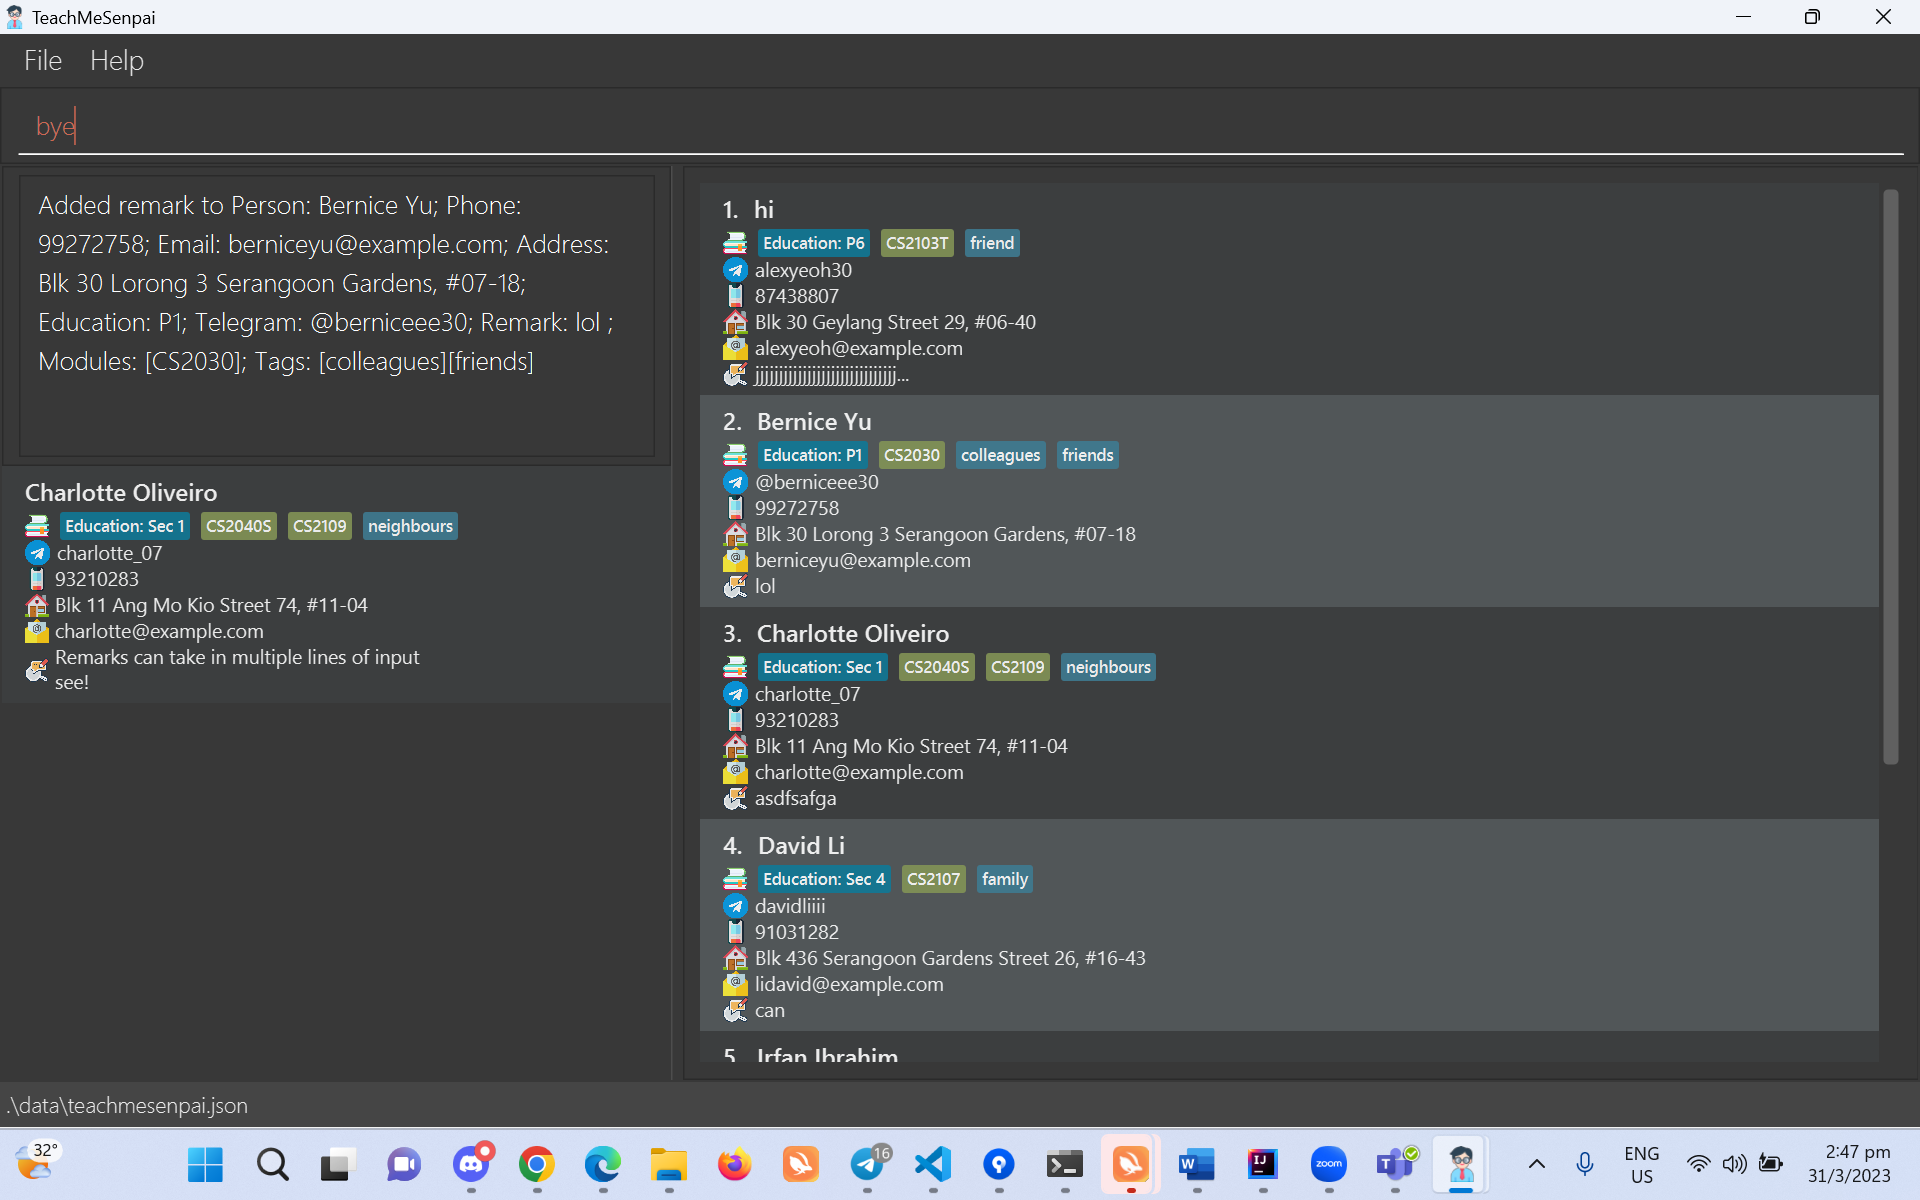 TeachMeSenpai
File Help
bye
Added remark to Person: Bernice Yu; Phone:
99272758; Email: berniceyu@example.com; Address:
Blk 30 Lorong 3 Serangoon Gardens, #07-18;
Education: P1; Telegram: @berniceee30; Remark: lol ;
Modules: [CS2030]; Tags: [colleagues][friends]
Charlotte Oliveiro
Education: Sec 1 CS2040S CS2109 neighbours
charlotte_07
93210283
Blk 11 Ang Mo Kio Street 74, #11-04
charlotte@example.com
Remarks can take in multiple lines of input
see!
1. hi
Education: P6 CS2103T friend
alexyeoh30
87438807
Blk 30 Geylang Street 29, #06-40
alexyeoh@example.com
2. Bernice Yu
Education: P1 CS2030 colleagues friends
@berniceee30
99272758
Blk 30 Lorong 3 Serangoon Gardens, #07-18
berniceyu@example.com
lol
3. Charlotte Oliveiro
Education: Sec 1 CS2040S CS2109 neighbours
charlotte_07
93210283
Blk 11 Ang Mo Kio Street 74, #11-04
charlotte@example.com
asdfsafga
4. David Li
Education: Sec 4 CS2107 family
davidliiii
91031282
Blk 436 Serangoon Gardens Street 26, #16-43
lidavid@example.com
can
5. Irfan Ibrahim
.\data\teachmesenpai.json
32°
16
W
IJ
zoom
T
ENG
US
2:47 pm
31/3/2023